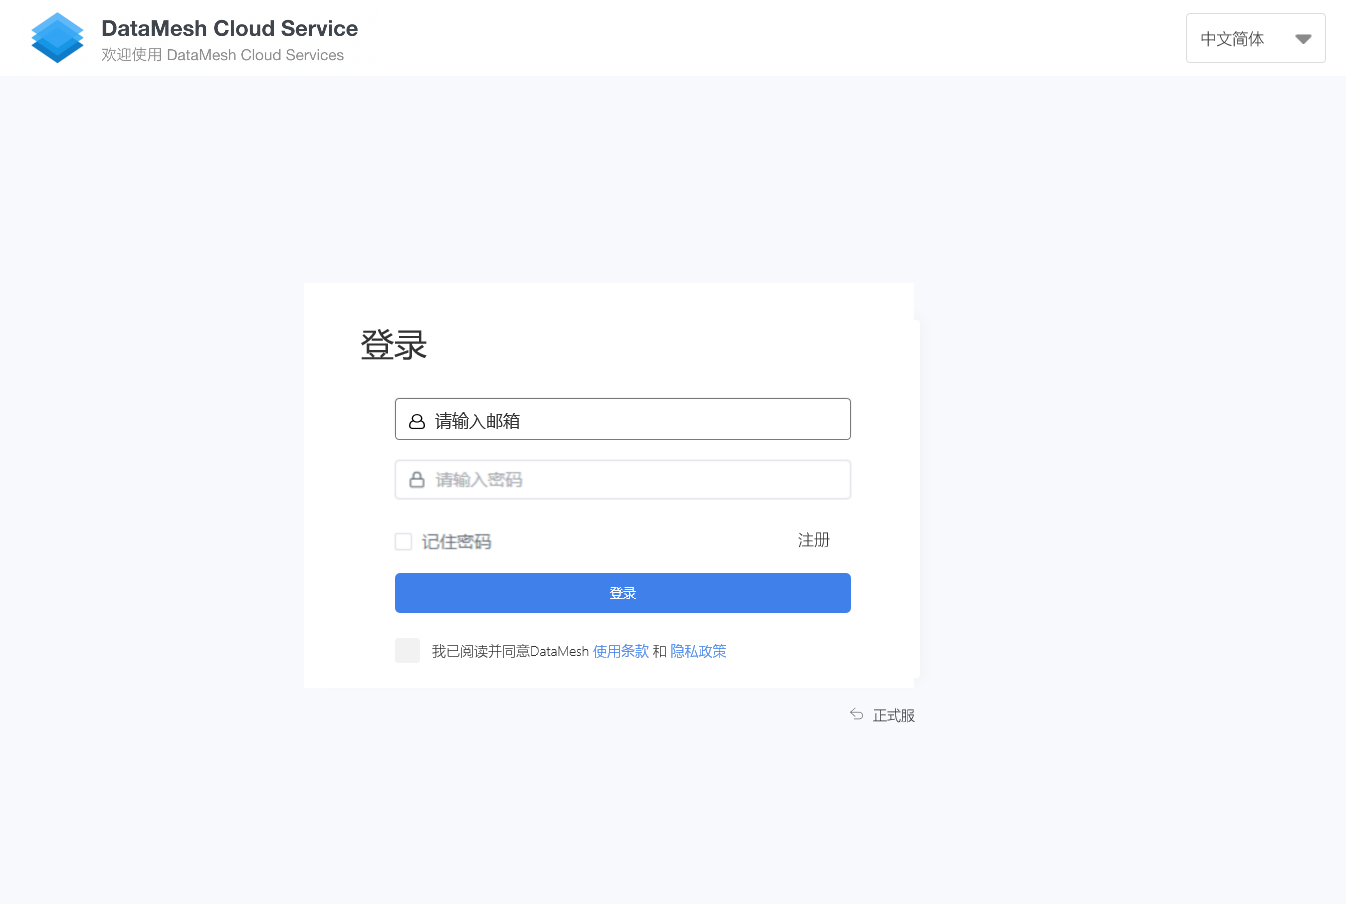 DataMesh Cloud Service
欢迎使用 DataMesh Cloud Services
中文简体
登录
请输入邮箱
请输入密码
记住密码
注册
登录
我已阅读并同意DataMesh 使用条款 和 隐私政策
正式服